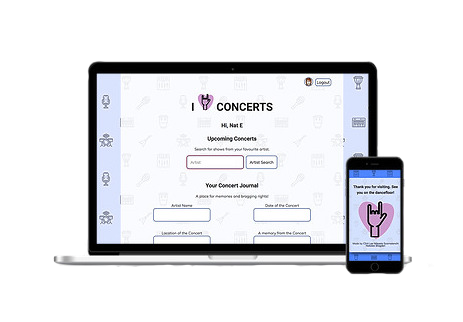 Logout
I CONCERTS
Hi, Nat E
Upcoming Concerts
Search for shows from your favourite artist.
Artist
Artist Search
Your Concert Journal
A place for memories and bragging rights!
Artist Name
Date of the Concert
Location of the Concert
A memory from the Concert
Thank you for visiting. See
you on the dancefloor!